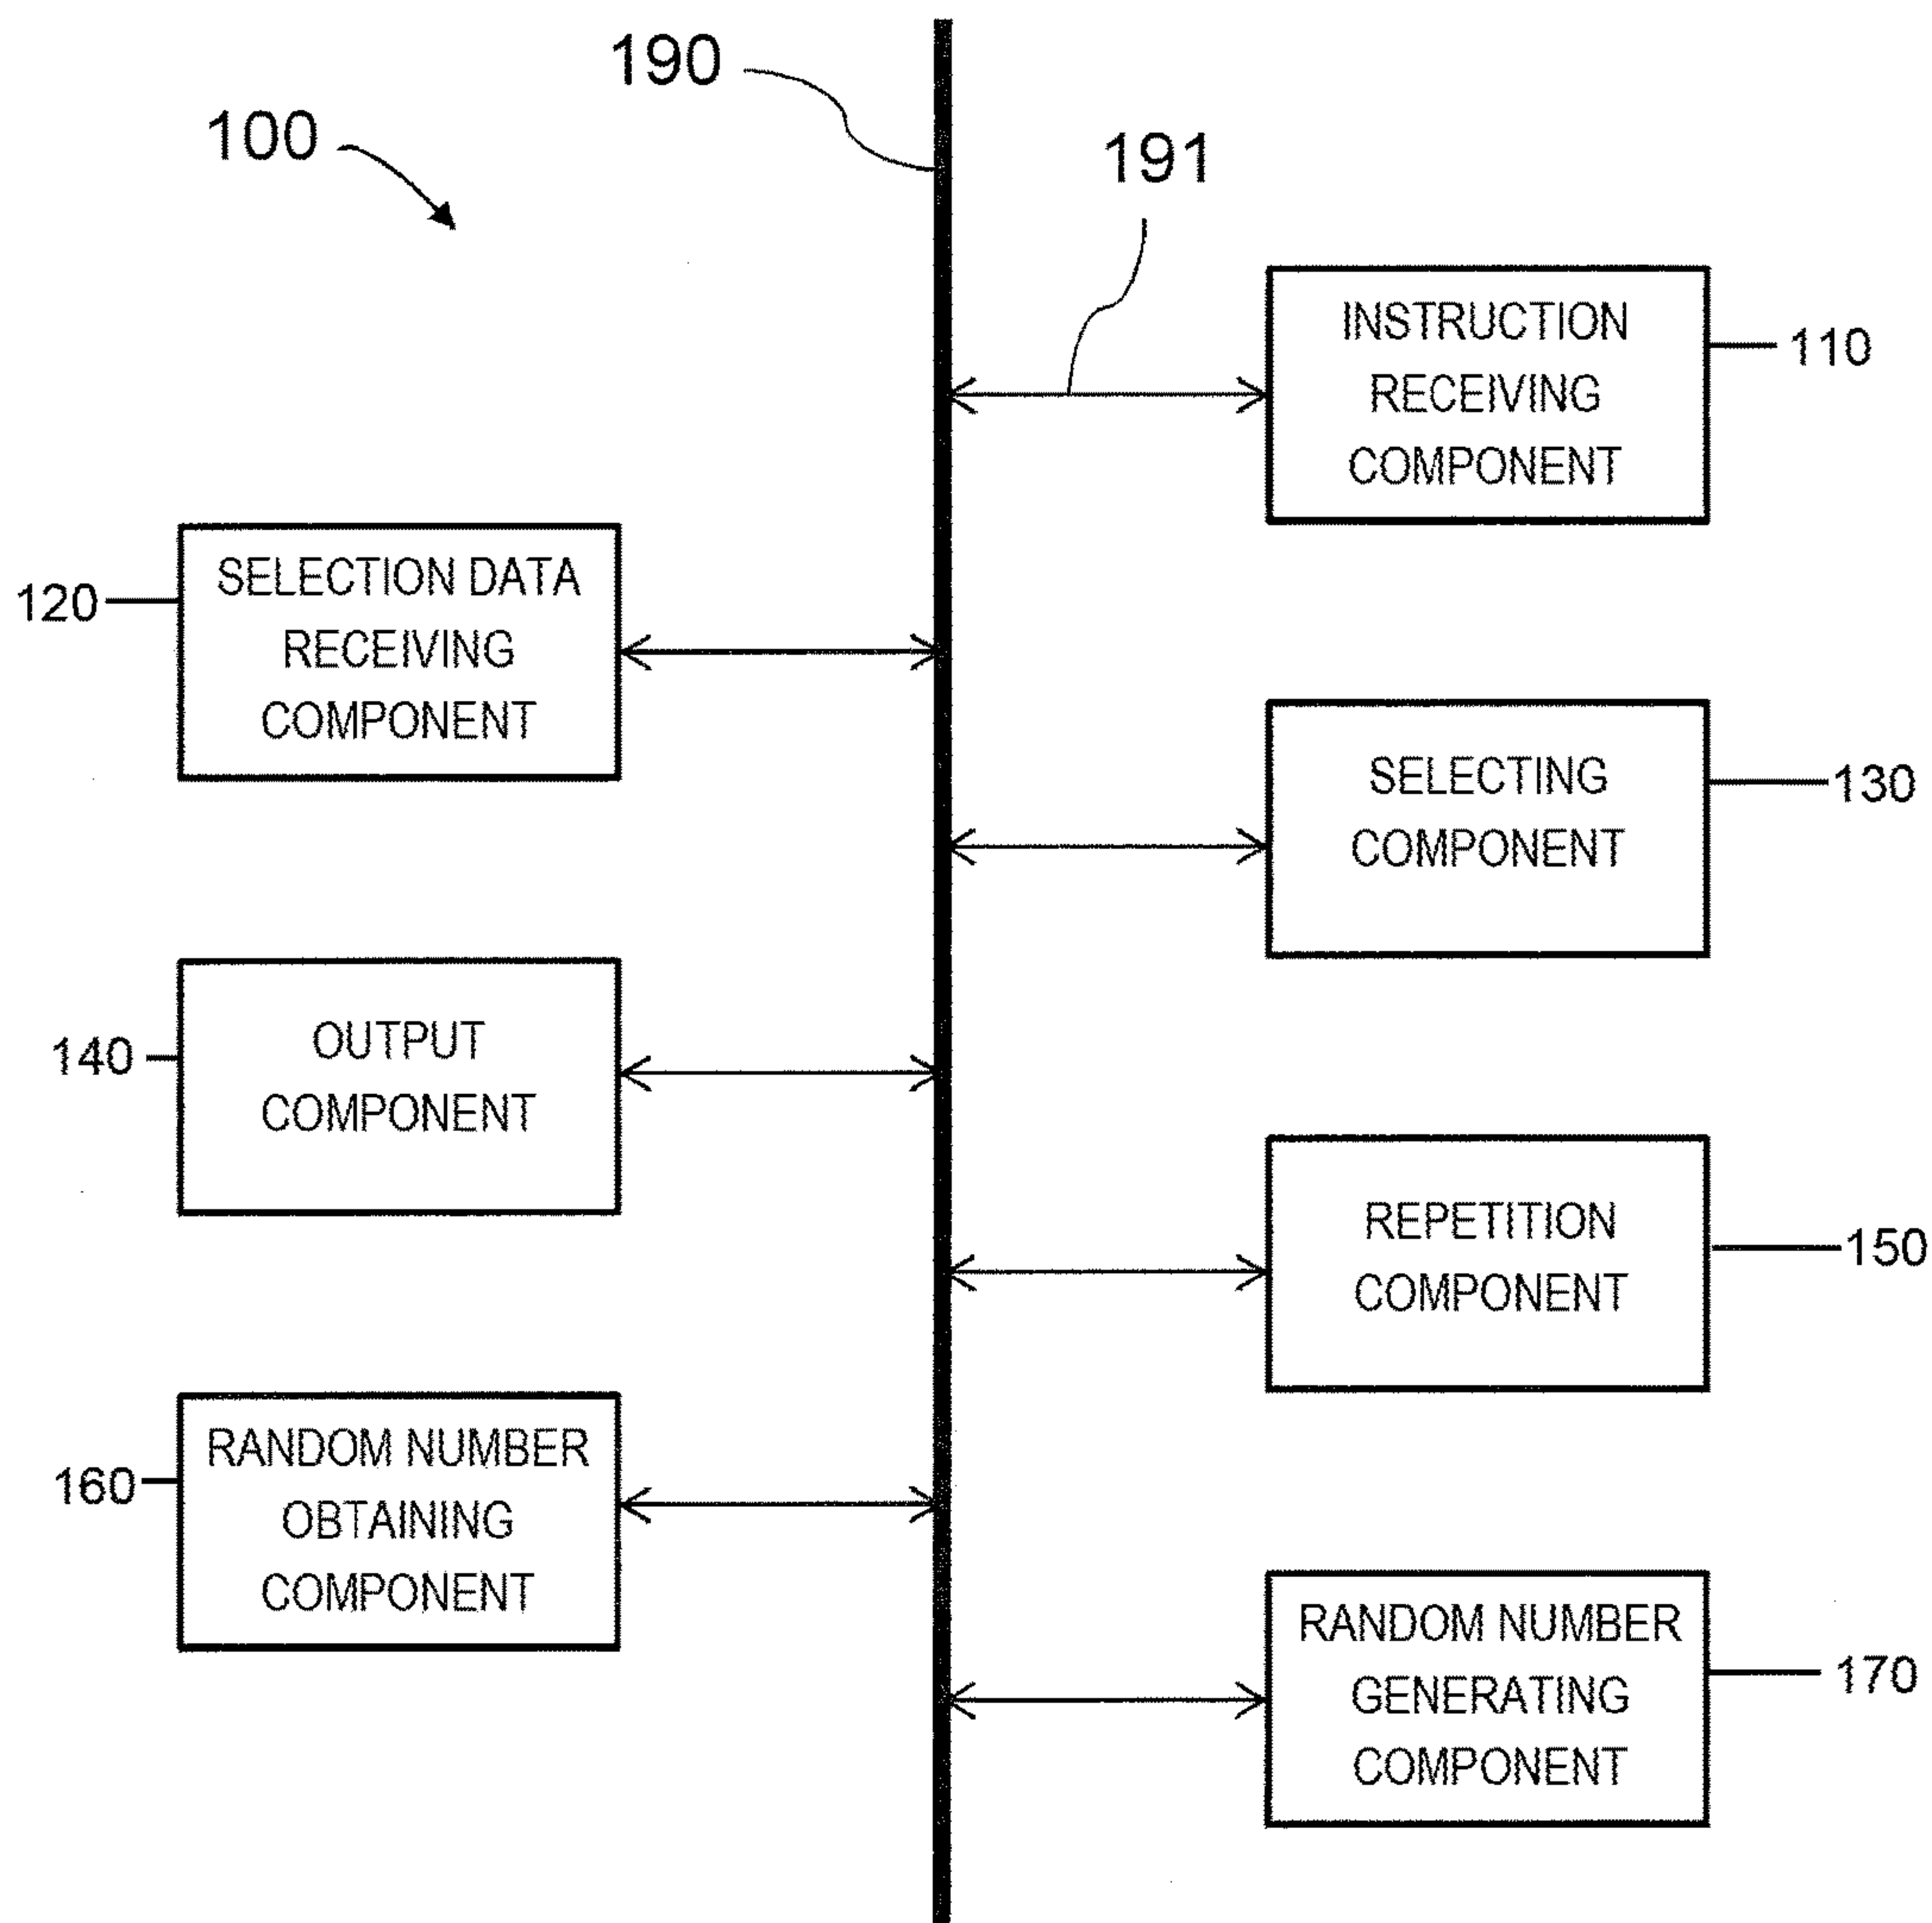 190
100
191
INSTRUCTION
RECEIVING
COMPONENT
110
SELECTION DATA
RECEIVING
COMPONENT
120
SELECTING
COMPONENT
130
OUTPUT
COMPONENT
140
REPETITION
COMPONENT
150
RANDOM NUMBER
OBTAINING
COMPONENT
160
RANDOM NUMBER
GENERATING
COMPONENT
170